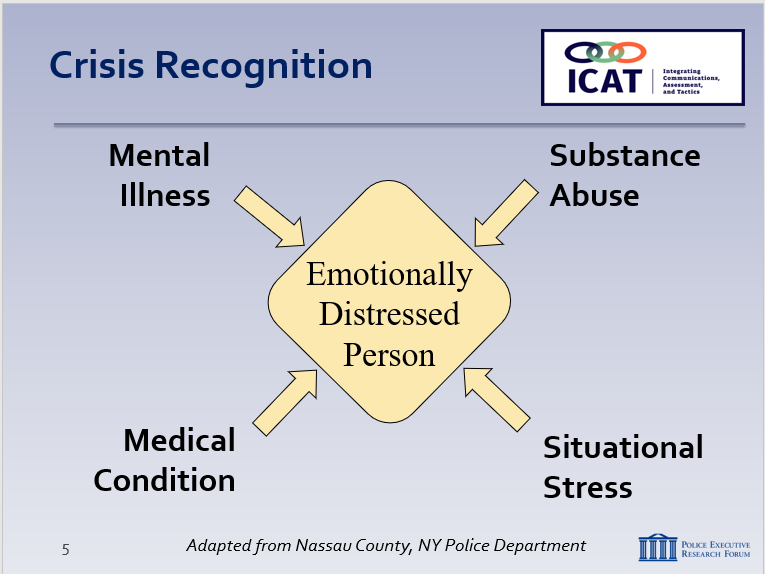 Crisis Recognition
ICAT
Integrating
Communications,
Assessment,
and Tactics
Mental
Illness
Substance
Abuse
Emotionally
Distressed
Person
Medical
Condition
Situational
Stress
5
Adapted from Nassau County, NY Police Department
POLICE EXECUTIVE
RESEARCH FORUM